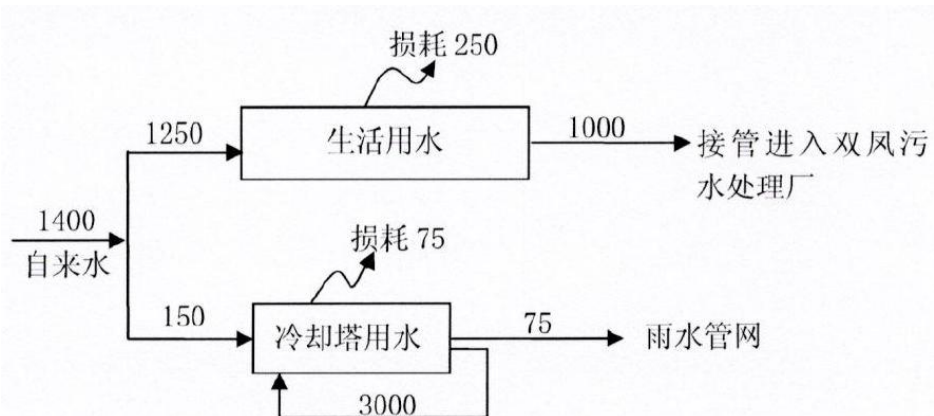 损耗 250
1250
生活用水
1000
接管进入双凤污
水处理厂
1400
自来水
损耗 75
150
冷却塔用水
75
雨水管网
3000